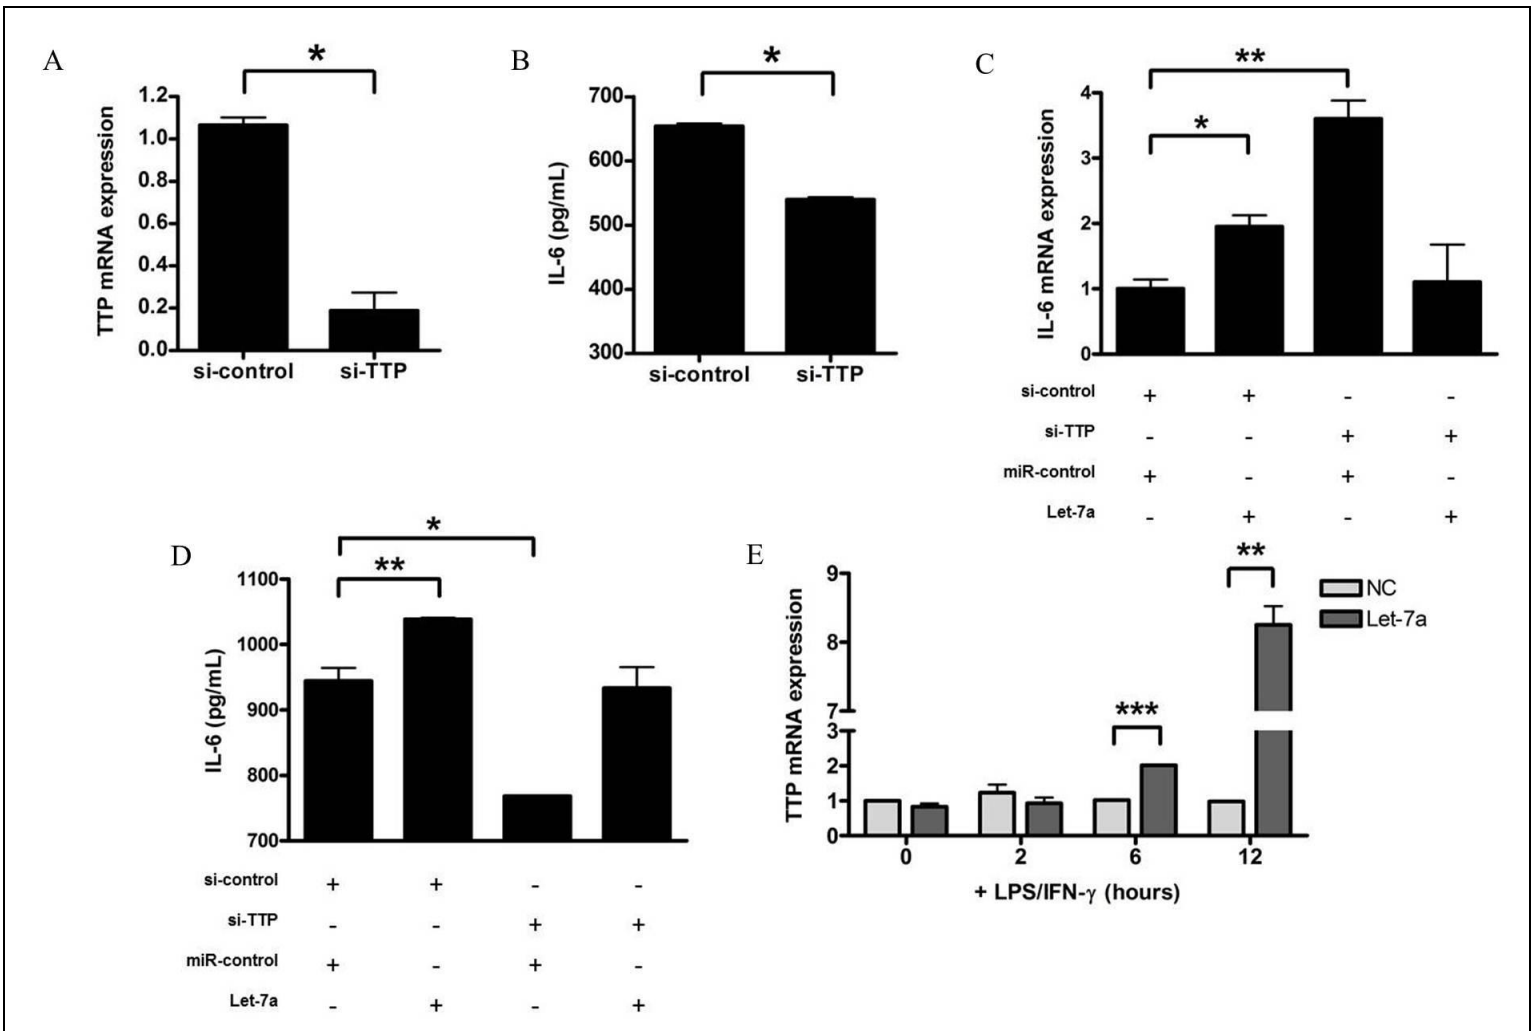 A
*
TTP mRNA expression
1.2
1.0
0.8
0.6
0.4
0.2
0.0
si-control si-TTP
B
*
IL-6 (pg/mL)
700
600
500
400
300
si-control si-TTP
C
**
*
IL-6 mRNA expression
4
3
2
1
0
si-control + + - -
si-TTP - - + +
miR-control + - + -
Let-7a - + - +
D
*
**
IL-6 (pg/mL)
1100
1000
900
800
700
si-control + + - -
si-TTP - - + +
miR-control + - + -
Let-7a - + - +
E
**
***
TTP mRNA expression
9
8
7
3
2
1
0
0 2 6 12
+ LPS/IFN-γ (hours)
NC
Let-7a